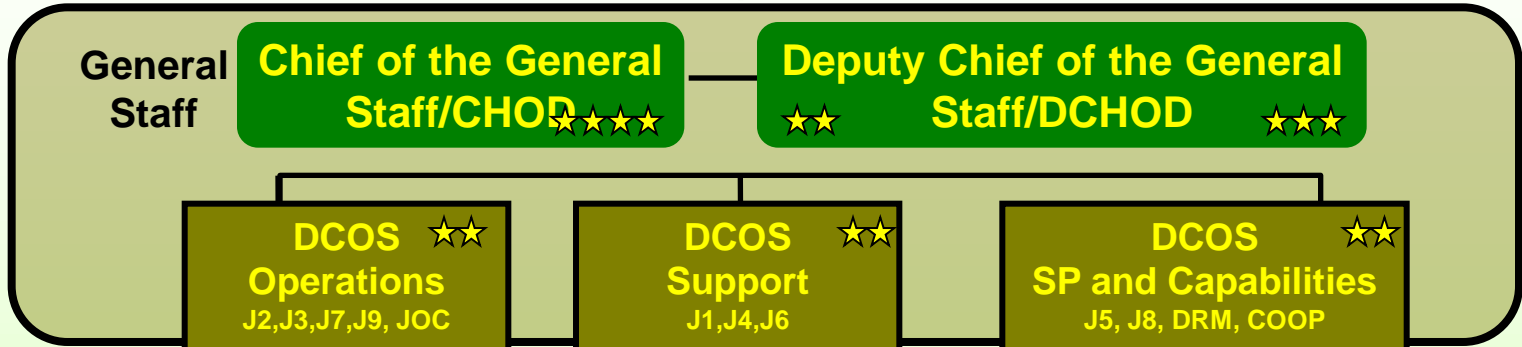 General
Staff
Chief of the General
Staff/CHOD
Deputy Chief of the General
Staff/DCHOD
DCOS
Operations
J2,J3,J7,J9, JOC
DCOS
Support
J1,J4,J6
DCOS
SP and Capabilities
J5, J8, DRM, COOP